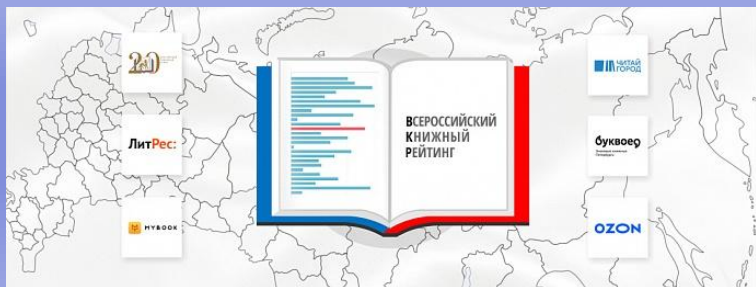 ЛитРес:
MYBOOK
ВСЕРОССИЙСКИЙ
КНИЖНЫЙ
РЕЙТИНГ
ЧИТАЙ
ГОРОД
буквоед
OZON